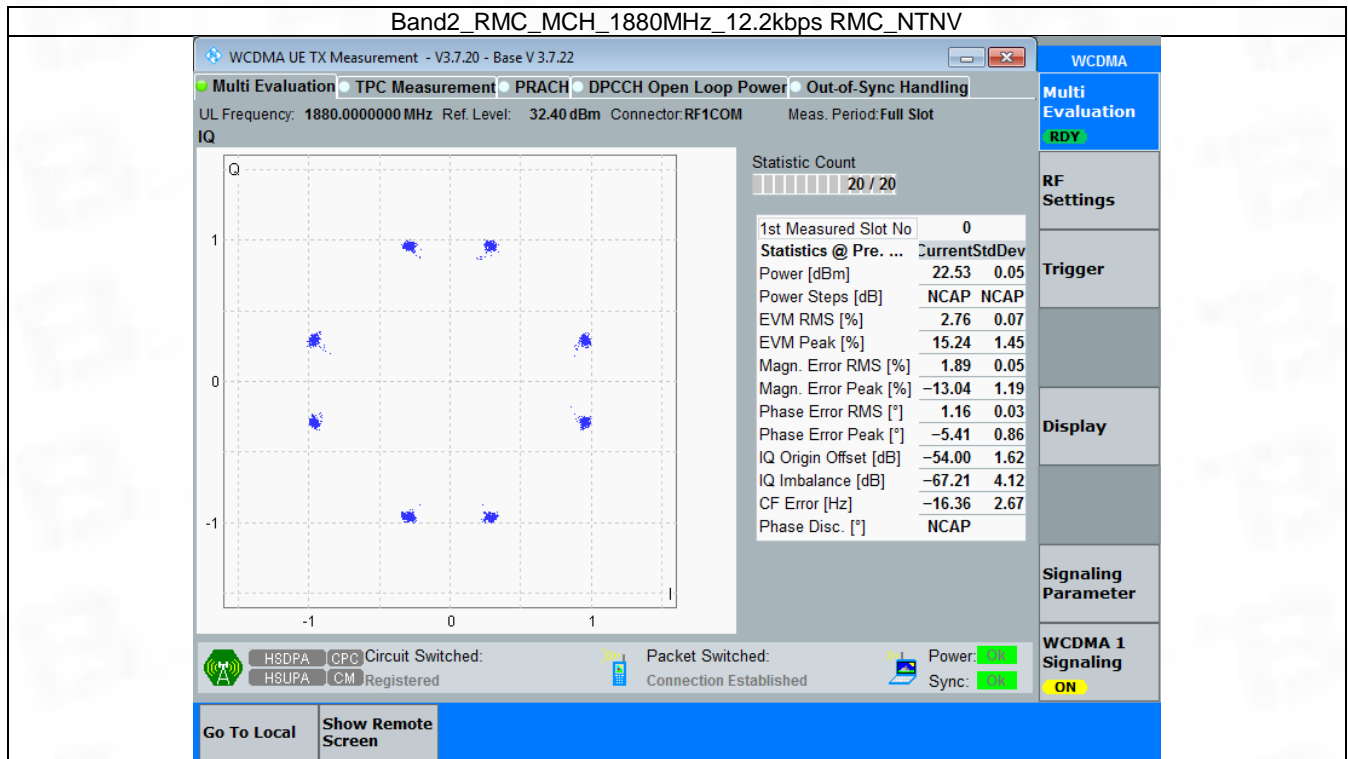 Band2_RMC_MCH_1880MHz_12.2kbps RMC_NTNV
WCDMA UE TX Measurement - V3.7.20 - Base V 3.7.22
WCDMA
Multi Evaluation TPC Measurement PRACH DPCCH Open Loop Power Out-of-Sync Handling
UL Frequency: 1880.0000000 MHz Ref. Level: 32.40 dBm Connector: RF1COM Meas. Period: Full Slot
IQ
Multi
Evaluation
RDY
RF
Settings
Trigger
Display
Signaling
Parameter
WCDMA 1
Signaling
ON
Q
1
0
-1
I
-1 0 1
Statistic Count
20 / 20
1st Measured Slot No 0
Statistics @ Pre. ... Current StdDev
Power [dBm] 22.53 0.05
Power Steps [dB] NCAP NCAP
EVM RMS [%] 2.76 0.07
EVM Peak [%] 15.24 1.45
Magn. Error RMS [%] 1.89 0.05
Magn. Error Peak [%] −13.04 1.19
Phase Error RMS [°] 1.16 0.03
Phase Error Peak [°] −5.41 0.86
IQ Origin Offset [dB] −54.00 1.62
IQ Imbalance [dB] −67.21 4.12
CF Error [Hz] −16.36 2.67
Phase Disc. [°] NCAP
HSDPA CPC Circuit Switched: Packet Switched: Power: Ok
HSUPA CM Registered Connection Established Sync: Ok
Go To Local
Show Remote
Screen